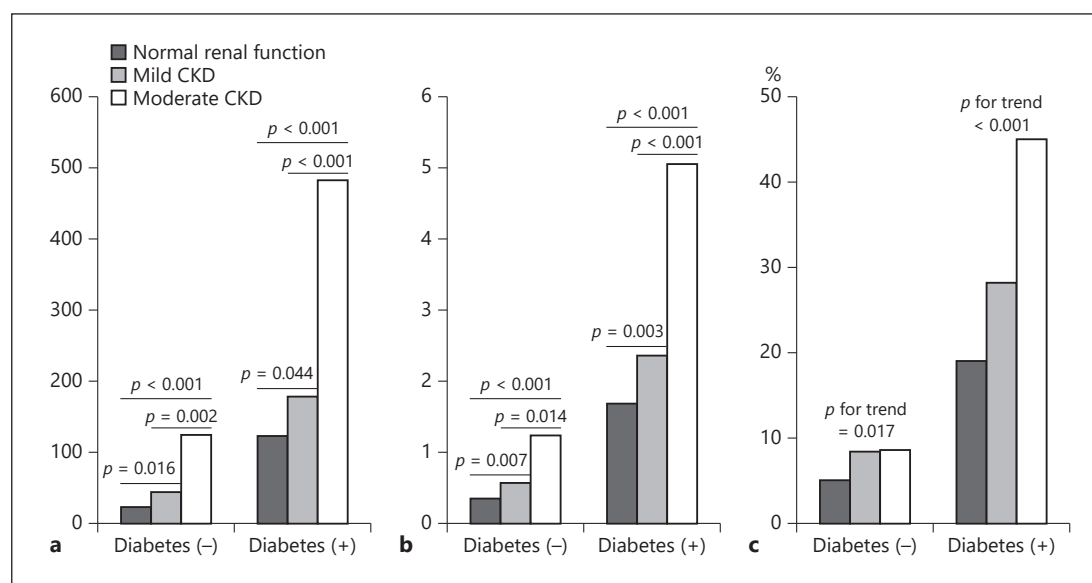 Normal renal function
Mild CKD
Moderate CKD
600
500
400
300
200
100
0
p < 0.001
p < 0.001
p = 0.044
p < 0.001
p = 0.002
p = 0.016
a
Diabetes (–)
Diabetes (+)
6
5
4
3
2
1
0
p < 0.001
p < 0.001
p = 0.003
p < 0.001
p = 0.014
p = 0.007
b
Diabetes (–)
Diabetes (+)
%
50
40
30
20
10
0
p for trend
< 0.001
p for trend
= 0.017
c
Diabetes (–)
Diabetes (+)